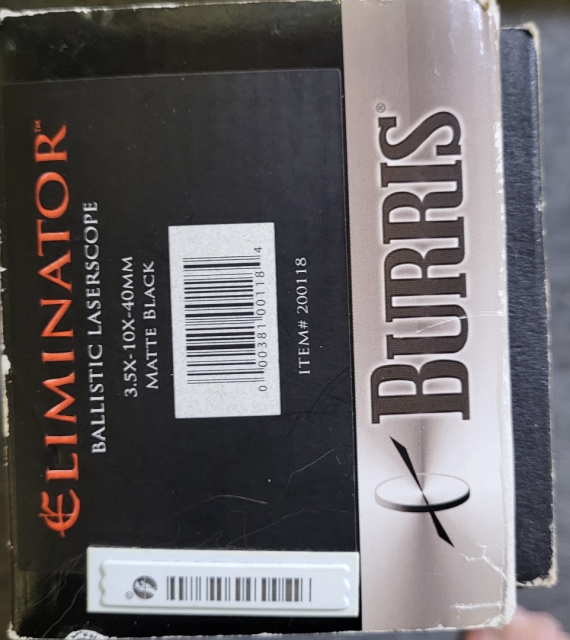 ELIMINATOR™
BALLISTIC LASERSCOPE
3.5X-10X-40MM
MATTE BLACK
0 00381 00118 4
ITEM# 200118
BURRIS®